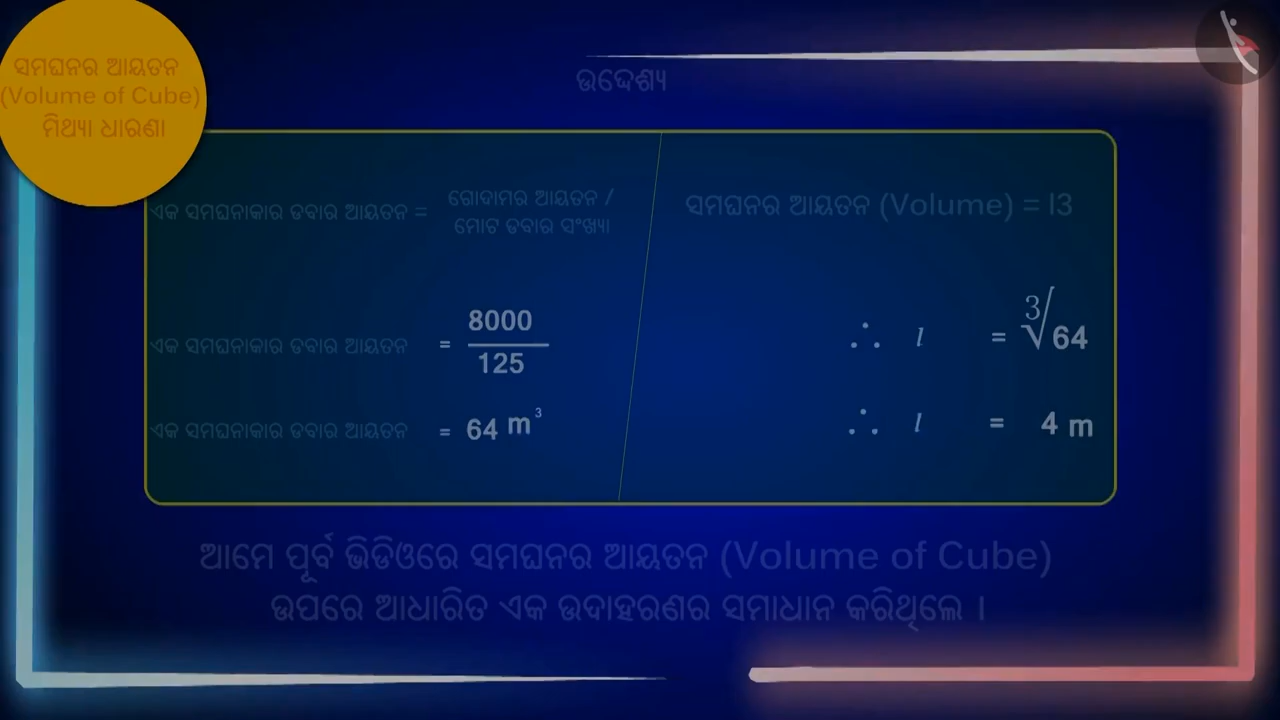 ସମଘନର ଆୟତନ
(Volume of Cube)
ମିଥ୍ୟା ଧାରଣା
ଉଦ୍ଦେଶ୍ୟ
ଏକ ସମଘନାକାର ଡବାର ଆୟତନ = ଗୋଦାମର ଆୟତନ /
ମୋଟ ଡବାର ସଂଖ୍ୟା
ଏକ ସମଘନାକାର ଡବାର ଆୟତନ = 8000
125
ଏକ ସମଘନାକାର ଡବାର ଆୟତନ = 64 m³
ସମଘନର ଆୟତନ (Volume) = l3
∴ l = ∛64
∴ l = 4 m
ଆମେ ପୂର୍ବ ଭିଡିଓରେ ସମଘନର ଆୟତନ (Volume of Cube)
ଉପରେ ଆଧାରିତ ଏକ ଉଦାହରଣର ସମାଧାନ କରିଥିଲେ ।